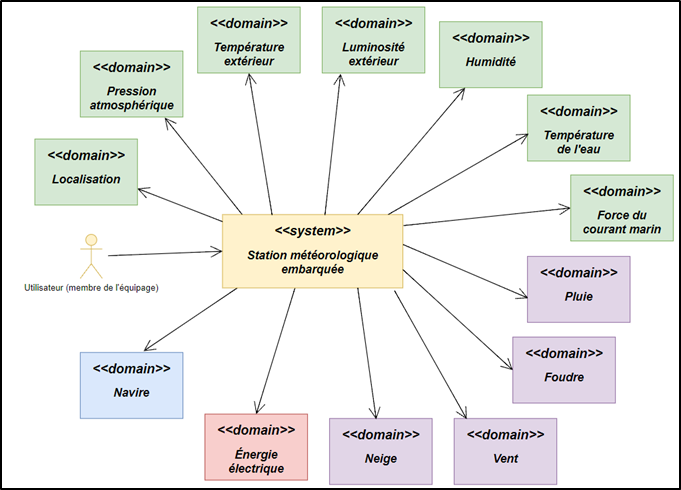 <<domain>>
Température
extérieur
<<domain>>
Luminosité
extérieur
<<domain>>
Humidité
<<domain>>
Pression
atmosphérique
<<domain>>
Température
de l'eau
<<domain>>
Localisation
<<domain>>
Force du
courant marin
<<system>>
Station météorologique
embarquée
Utilisateur (membre de l'équipage)
<<domain>>
Pluie
<<domain>>
Foudre
<<domain>>
Navire
<<domain>>
Énergie
électrique
<<domain>>
Neige
<<domain>>
Vent